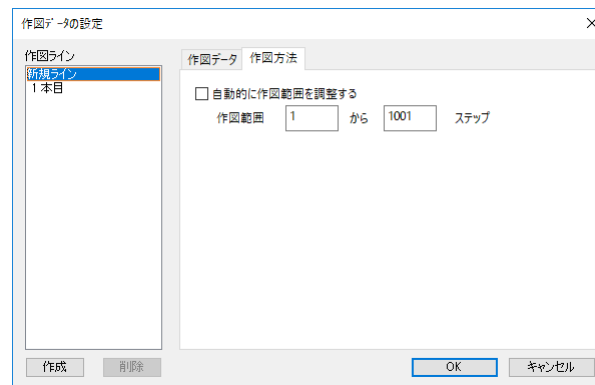 作図データの設定
作図ライン
新規ライン
1本目
作図データ 作図方法
自動的に作図範囲を調整する
作図範囲 1 から 1001 ステップ
作成 削除 OK キャンセル